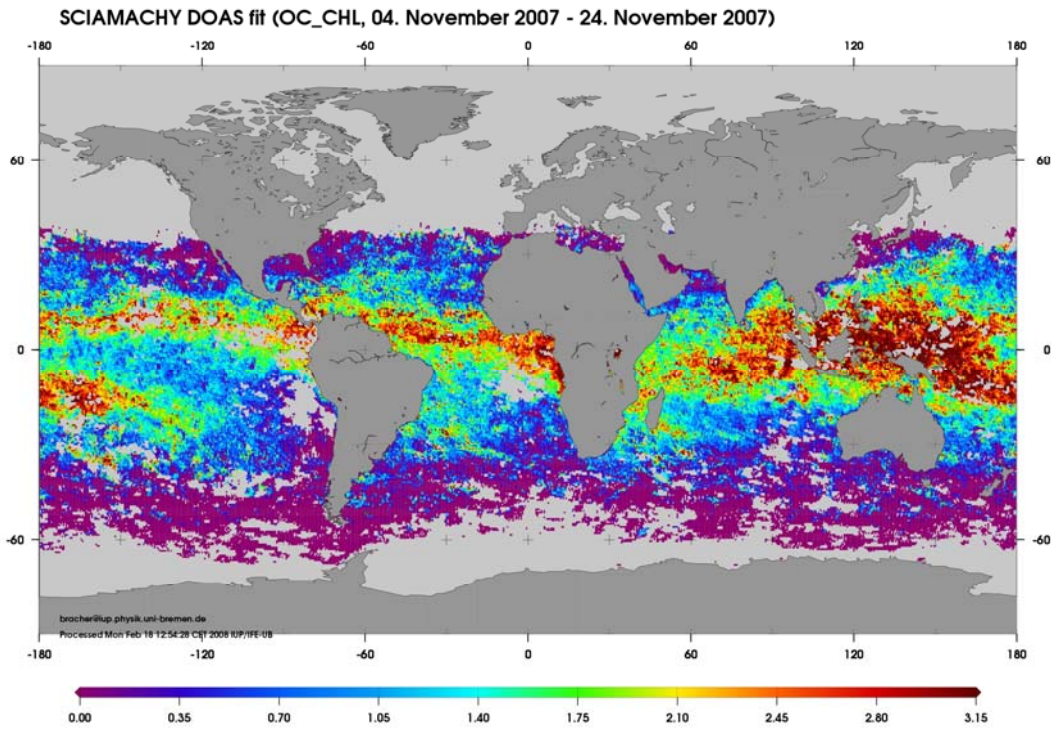 SCIAMACHY DOAS fit (OC_CHL, 04. November 2007 - 24. November 2007)
-180 -120 -60 0 60 120 180
60 60
0 0
-60 -60
bracher@iup.physik.uni-bremen.de
Processed Mon Feb 18 12:54:28 CET 2008 IUP/IFE-UB
-180 -120 -60 0 60 120 180
0.00 0.35 0.70 1.05 1.40 1.75 2.10 2.45 2.80 3.15